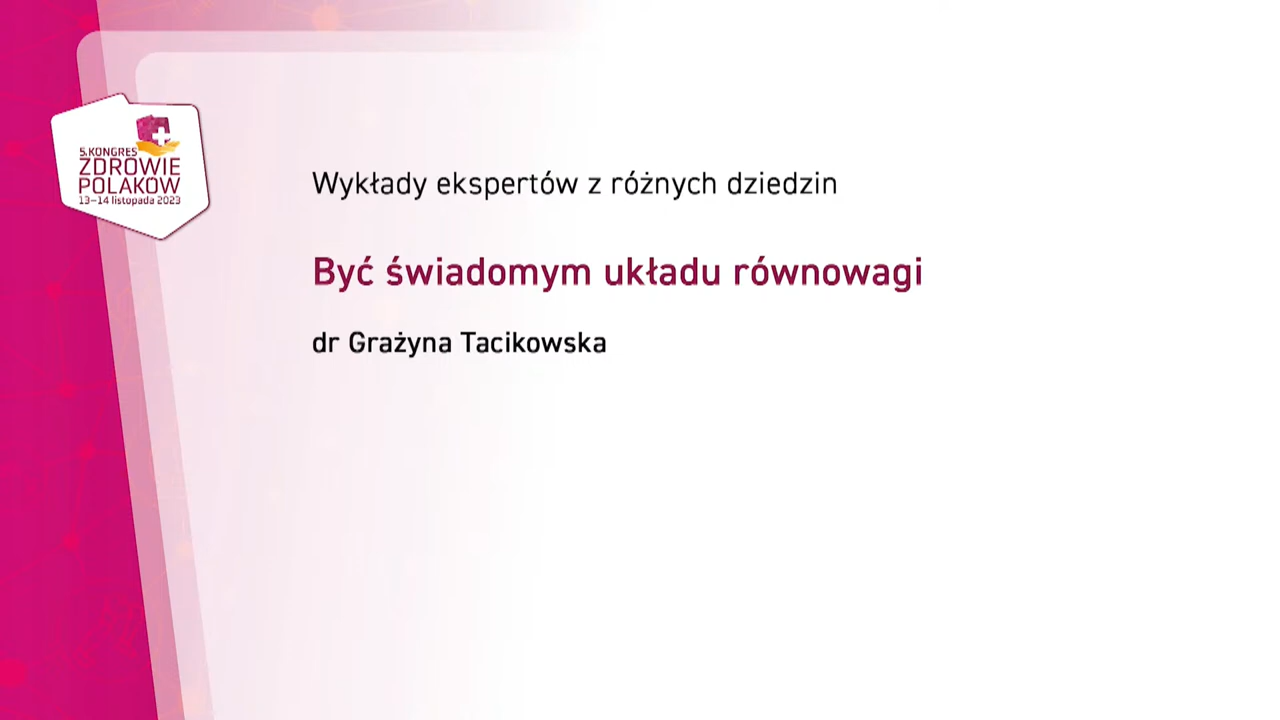 5. KONGRES
ZDROWIE
POLAKÓW
13–14 listopada 2023
Wykłady ekspertów z różnych dziedzin
Być świadomym układu równowagi
dr Grażyna Tacikowska